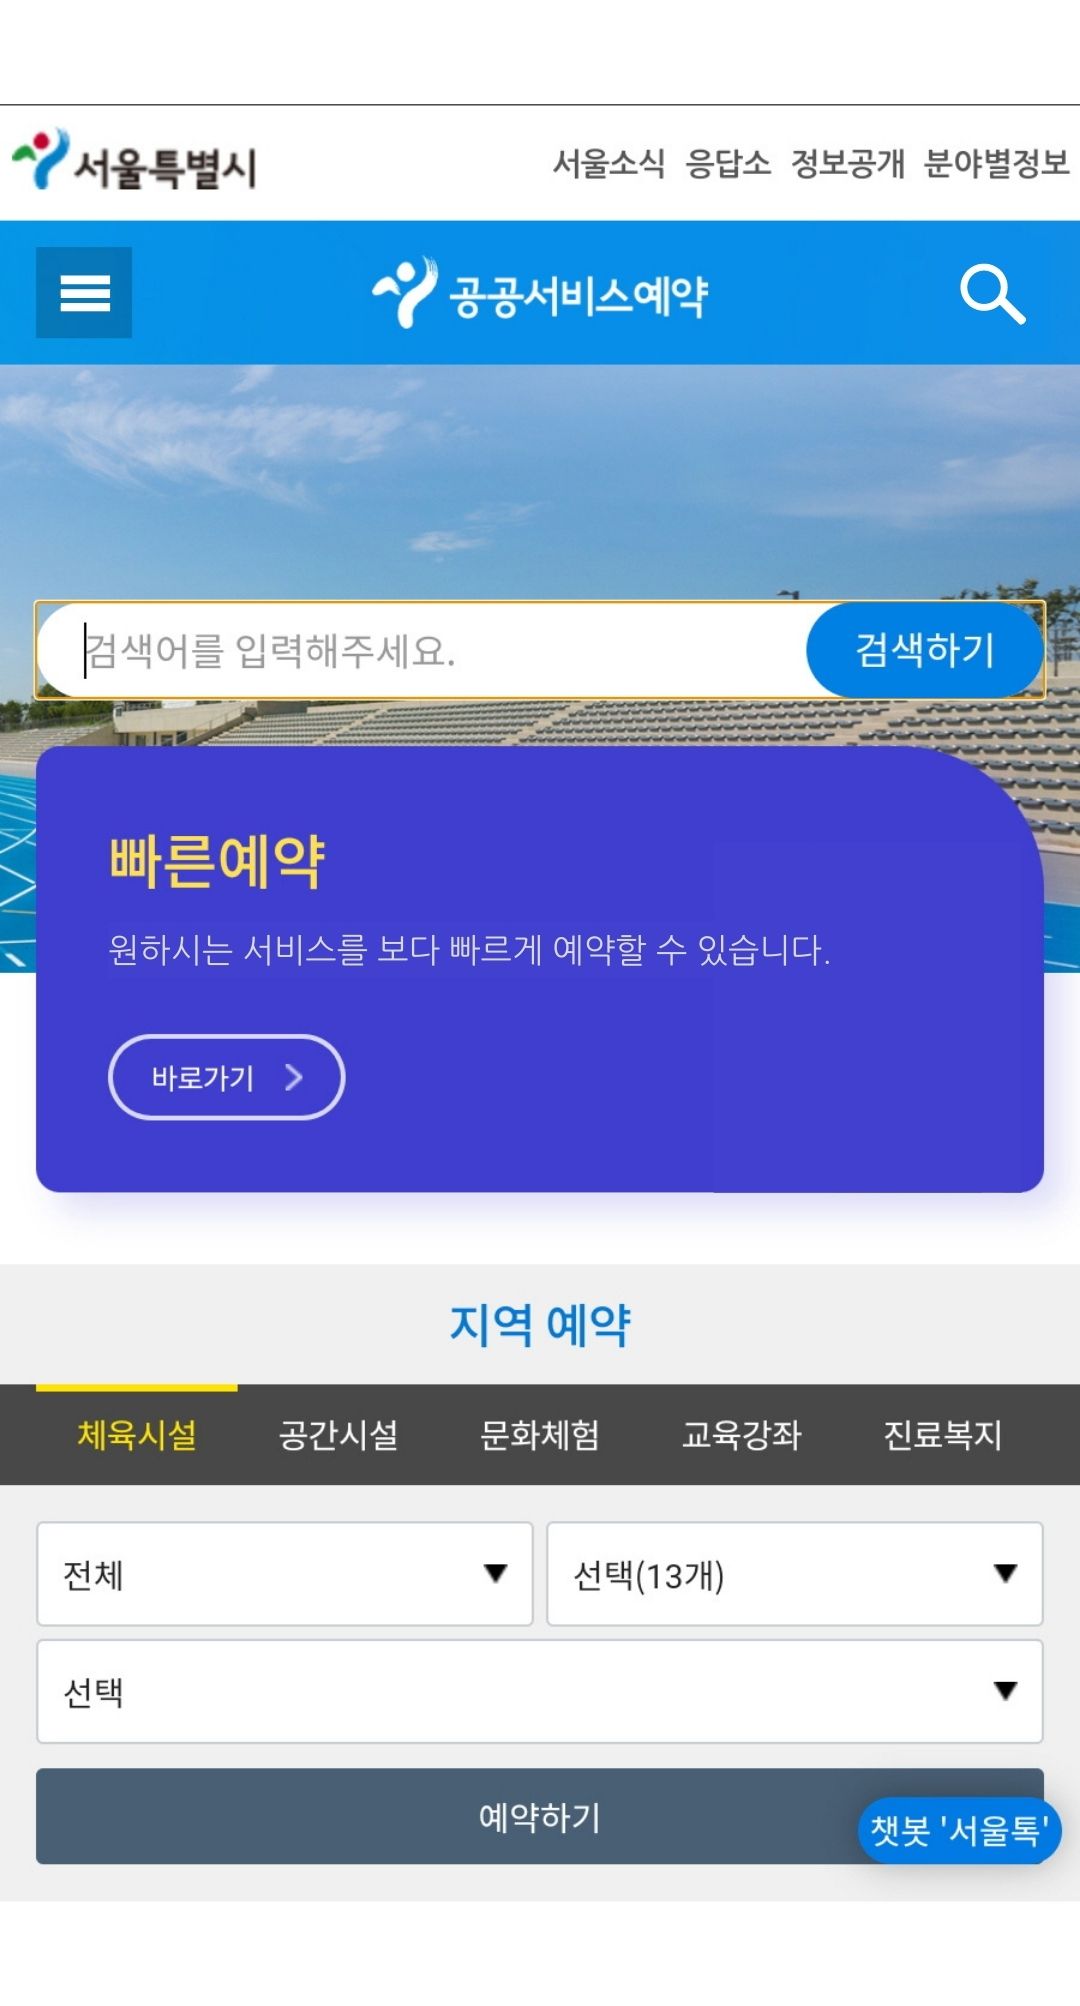 서울특별시
서울소식 응답소 정보공개 분야별정보
공공서비스예약
검색어를 입력해주세요.
검색하기
빠른예약
원하시는 서비스를 보다 빠르게 예약할 수 있습니다.
바로가기
지역 예약
체육시설 공간시설 문화체험 교육강좌 진료복지
전체 선택(13개)
선택
예약하기
챗봇 '서울톡'